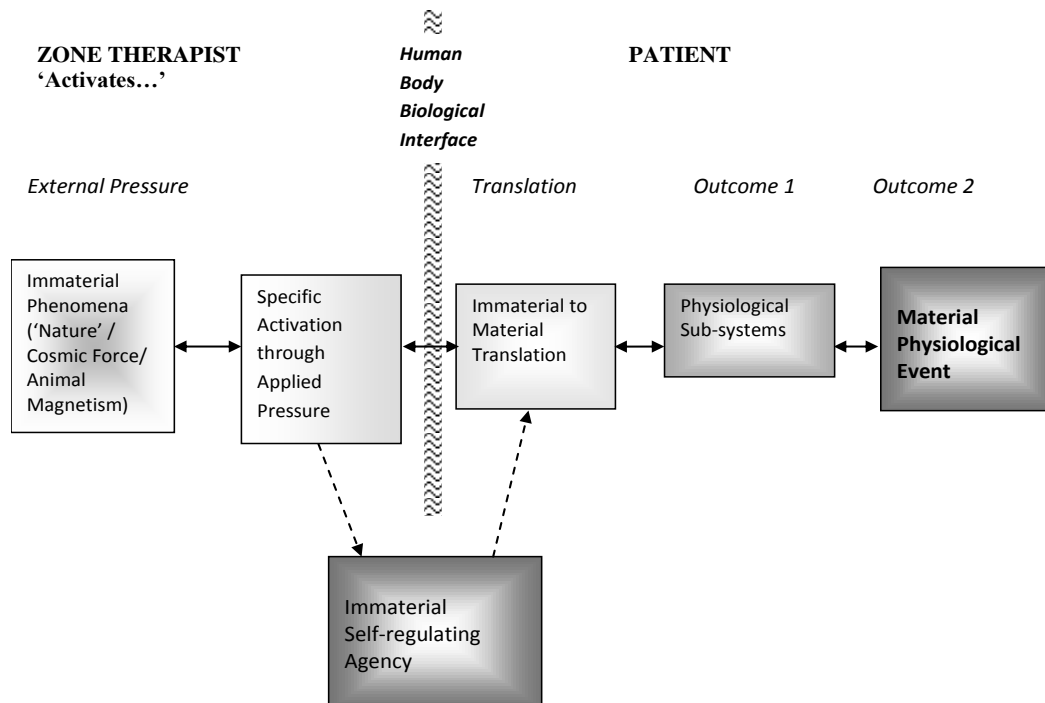 ZONE THERAPIST
‘Activates…’
Human
Body
Biological
Interface
PATIENT
External Pressure
Translation
Outcome 1
Outcome 2
Immaterial
Phenomena
(‘Nature’ /
Cosmic Force/
Animal
Magnetism)
Specific
Activation
through
Applied
Pressure
Immaterial to
Material
Translation
Physiological
Sub-systems
Material
Physiological
Event
Immaterial
Self-regulating
Agency